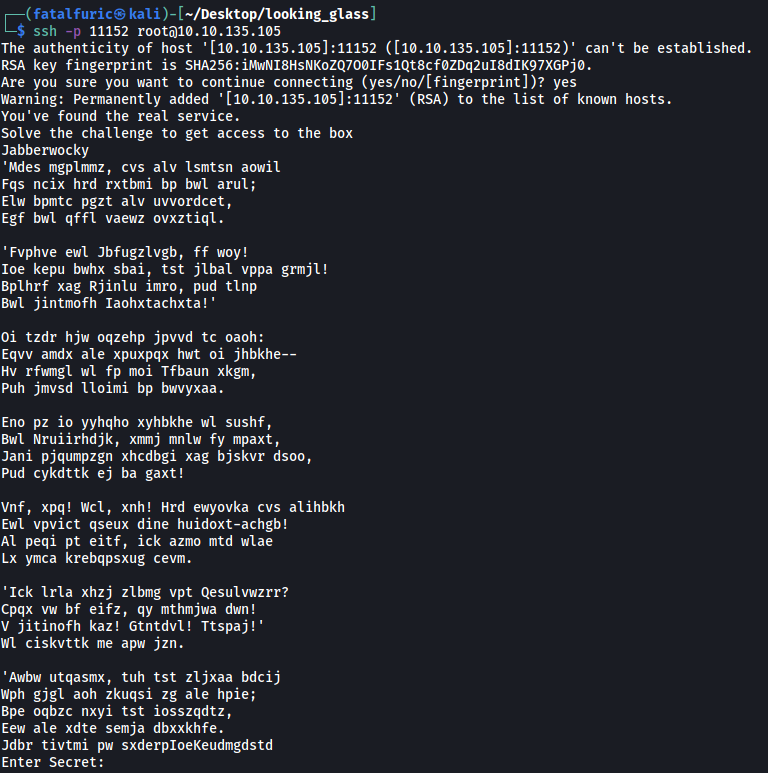 (fatalfuric㉿kali)-[~/Desktop/looking_glass]
$ ssh -p 11152 root@10.10.135.105
The authenticity of host '[10.10.135.105]:11152 ([10.10.135.105]:11152)' can't be established.
RSA key fingerprint is SHA256:iMwNI8HsNKoZQ7O0IFs1Qt8cf0ZDq2uI8dIK97XGPj0.
Are you sure you want to continue connecting (yes/no/[fingerprint])? yes
Warning: Permanently added '[10.10.135.105]:11152' (RSA) to the list of known hosts.
You've found the real service.
Solve the challenge to get access to the box
Jabberwocky
'Mdes mgplmmz, cvs alv lsmtsn aowil
Fqs ncix hrd rxtbmi bp bwl arul;
Elw bpmtc pgzt alv uvvordcet,
Egf bwl qffl vaewz ovxztiql.

'Fvphve ewl Jbfugzlvgb, ff woy!
Ioe kepu bwhx sbai, tst jlbal vppa grmjl!
Bplhrf xag Rjinlu imro, pud tlnp
Bwl jintmofh Iaohxtachxta!'

Oi tzdr hjw oqzehp jpvvd tc oaoh:
Eqvv amdx ale xpuxpqx hwt oi jhbkhe--
Hv rfwmgl wl fp moi Tfbaun xkgm,
Puh jmvsd lloimi bp bwvyxaa.

Eno pz io yyhqho xyhbkhe wl sushf,
Bwl Nruiirhdjk, xmmj mnlw fy mpaxt,
Jani pjqumpzgn xhcdbgi xag bjskvr dsoo,
Pud cykdttk ej ba gaxt!

Vnf, xpq! Wcl, xnh! Hrd ewyovka cvs alihbkh
Ewl vpvict qseux dine huidoxt-achgb!
Al peqi pt eitf, ick azmo mtd wlae
Lx ymca krebqpsxug cevm.

'Ick lrla xhzj zlbmg vpt Qesulvwzrr?
Cpqx vw bf eifz, qy mthmjwa dwn!
V jitinofh kaz! Gtntdvl! Ttspaj!'
Wl ciskvttk me apw jzn.

'Awbw utqasmx, tuh tst zljxaa bdcij
Wph gjgl aoh zkuqsi zg ale hpie;
Bpe oqbzc nxyi tst iosszqdtz,
Eew ale xdte semja dbxxkhfe.
Jdbr tivtmi pw sxderpIoeKeudmgdstd
Enter Secret: